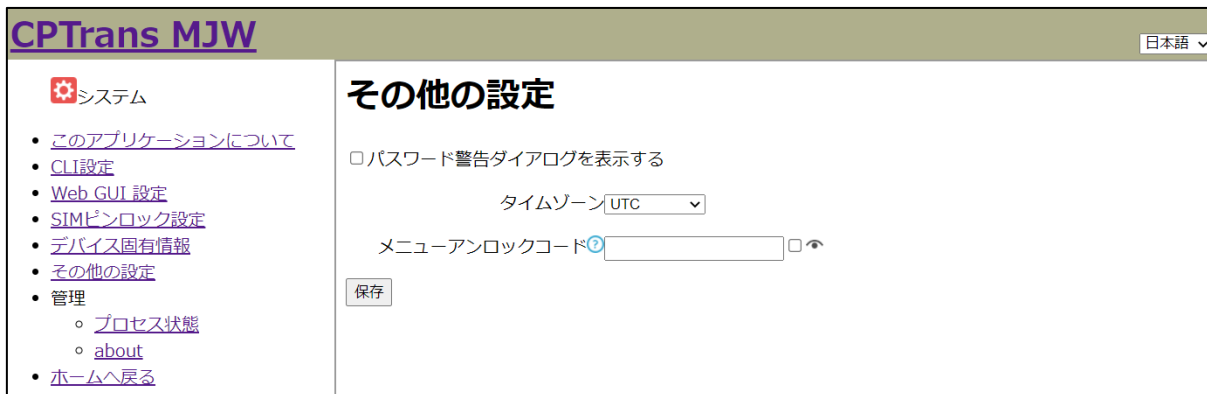 CPTrans MJW
日本語
システム
このアプリケーションについて
CLI設定
Web GUI 設定
SIMピンロック設定
デバイス固有情報
その他の設定
管理
プロセス状態
about
ホームへ戻る
その他の設定
パスワード警告ダイアログを表示する
タイムゾーン UTC
メニューアンロックコード?
保存